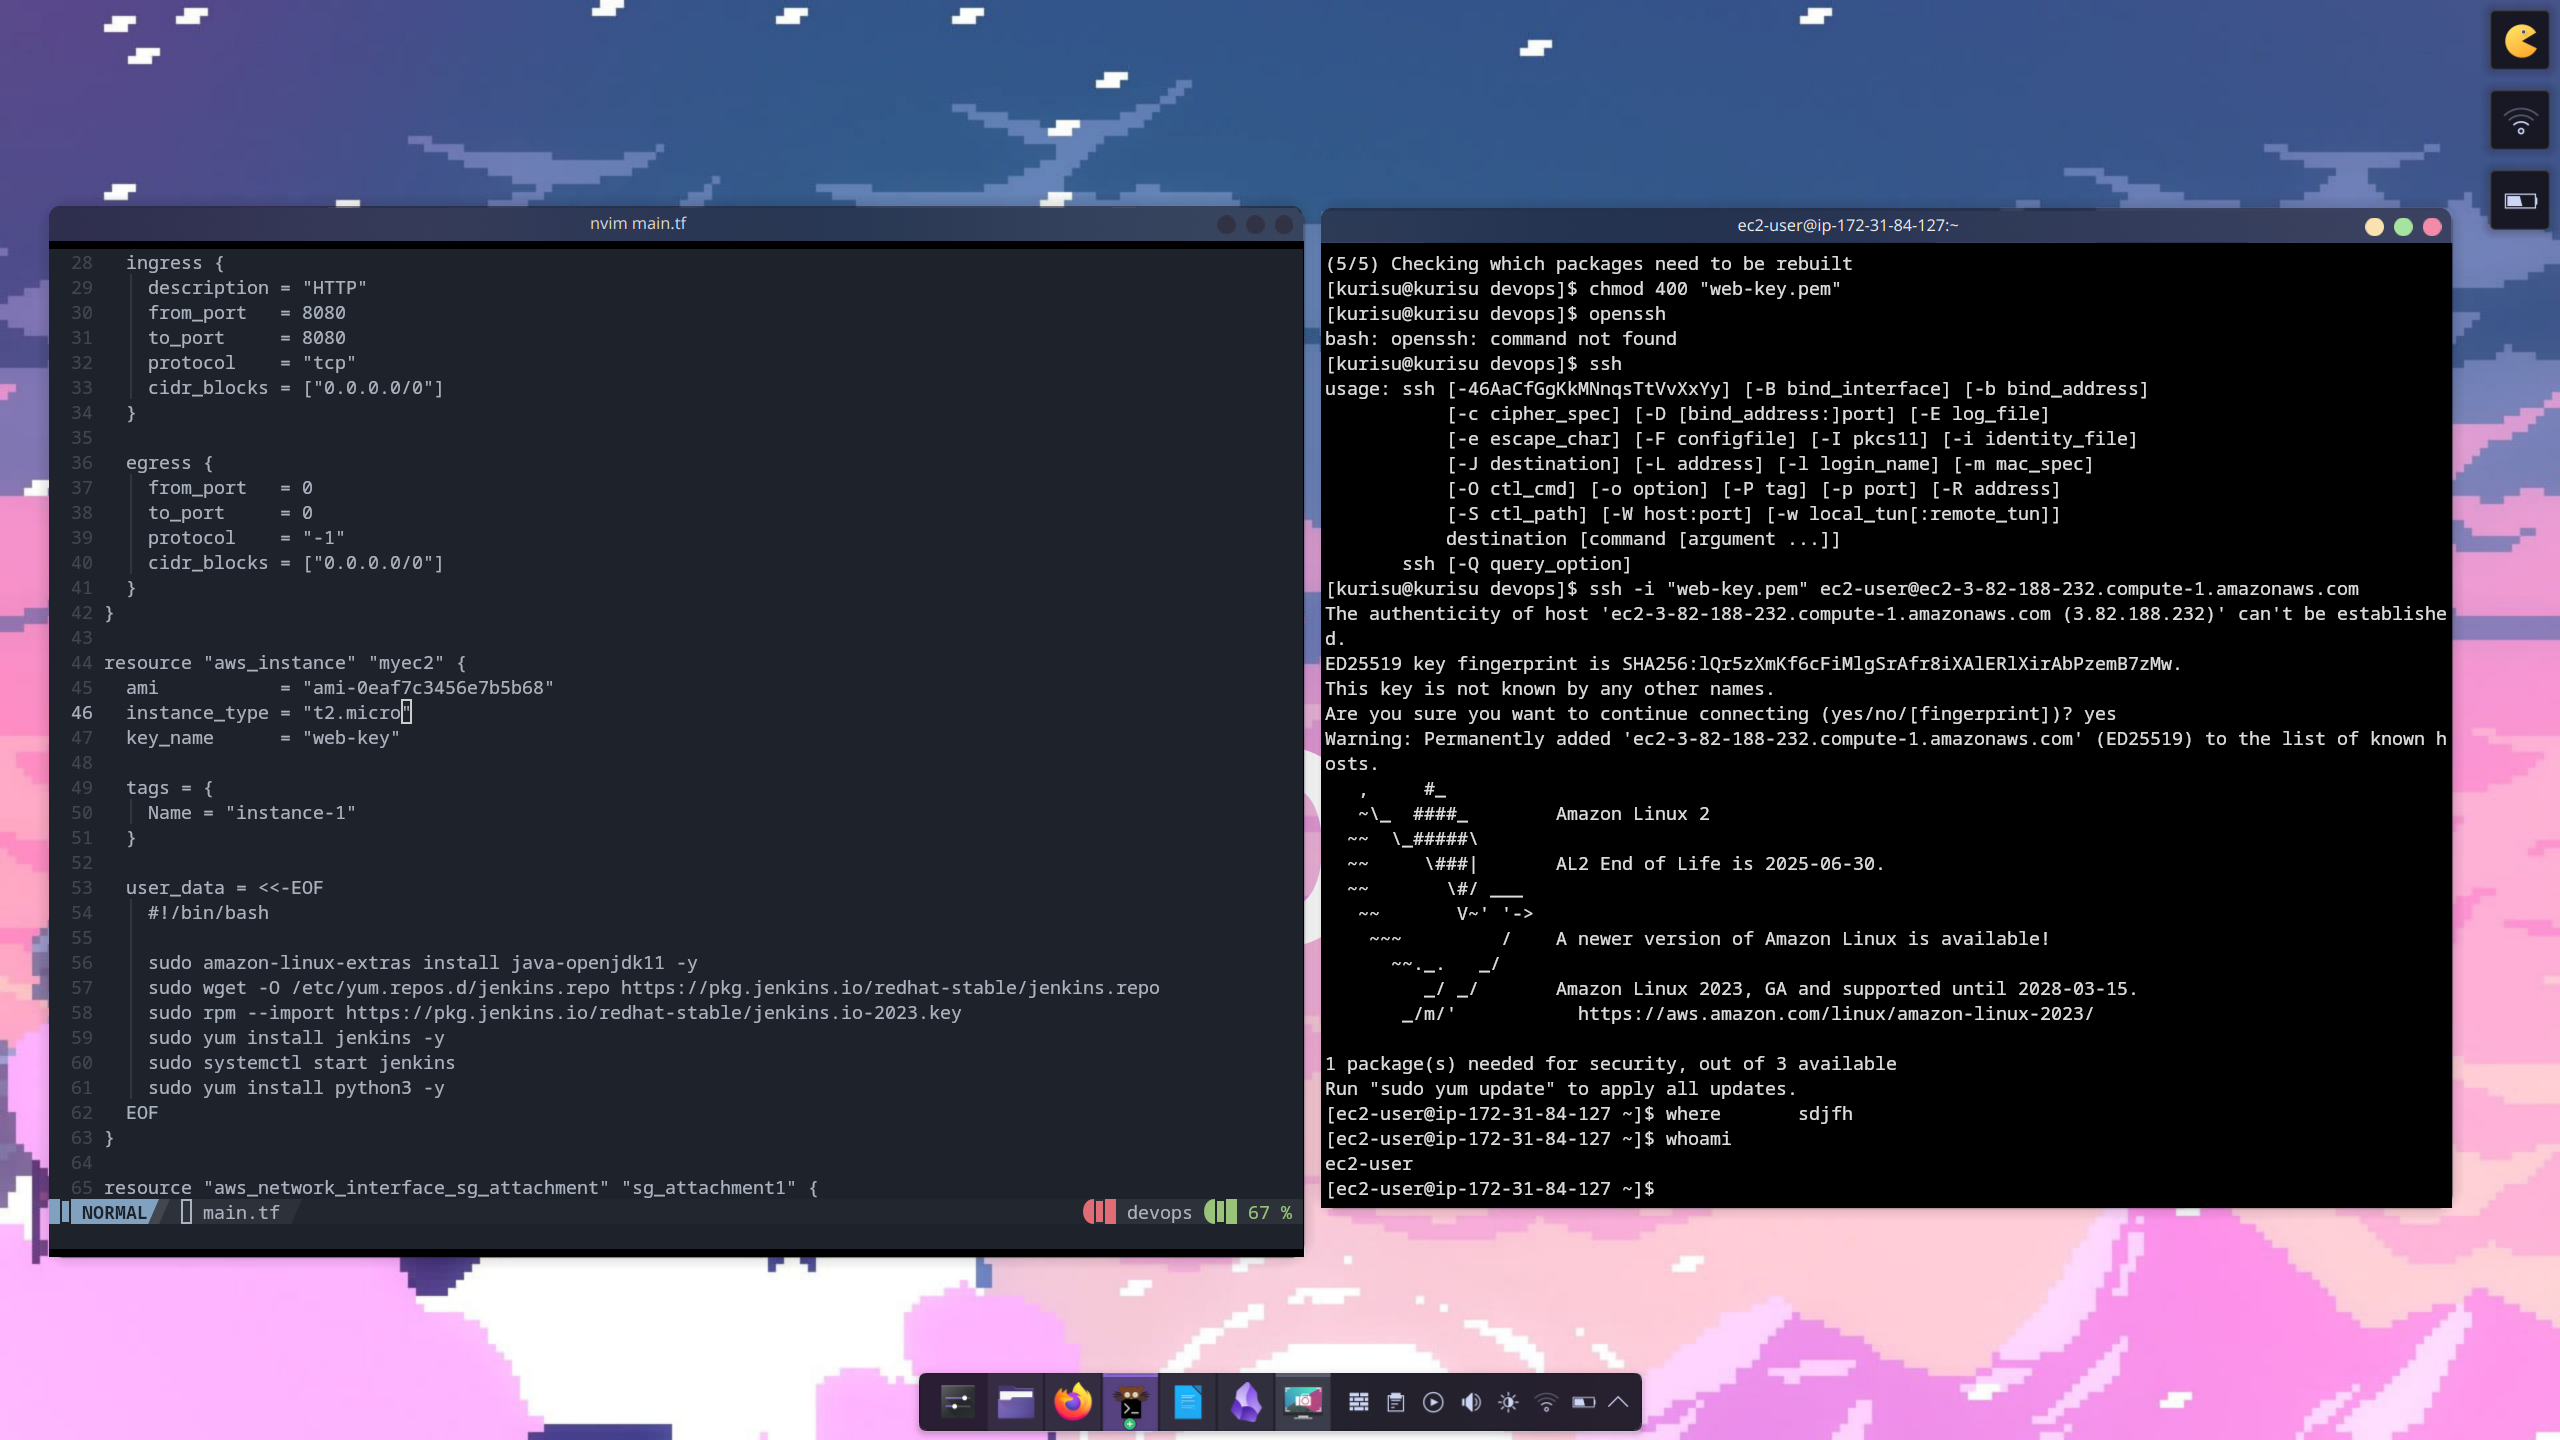 nvim main.tf
28 ingress {
29 description = "HTTP"
30 from_port = 8080
31 to_port = 8080
32 protocol = "tcp"
33 cidr_blocks = ["0.0.0.0/0"]
34 }
35
36 egress {
37 from_port = 0
38 to_port = 0
39 protocol = "-1"
40 cidr_blocks = ["0.0.0.0/0"]
41 }
42 }
43
44 resource "aws_instance" "myec2" {
45 ami = "ami-0eaf7c3456e7b5b68"
46 instance_type = "t2.micro"
47 key_name = "web-key"
48
49 tags = {
50 Name = "instance-1"
51 }
52
53 user_data = <<-EOF
54 #!/bin/bash
55
56 sudo amazon-linux-extras install java-openjdk11 -y
57 sudo wget -O /etc/yum.repos.d/jenkins.repo https://pkg.jenkins.io/redhat-stable/jenkins.repo
58 sudo rpm --import https://pkg.jenkins.io/redhat-stable/jenkins.io-2023.key
59 sudo yum install jenkins -y
60 sudo systemctl start jenkins
61 sudo yum install python3 -y
62 EOF
63 }
64
65 resource "aws_network_interface_sg_attachment" "sg_attachment1" {
NORMAL main.tf devops 67 %
ec2-user@ip-172-31-84-127:~
(5/5) Checking which packages need to be rebuilt
[kurisu@kurisu devops]$ chmod 400 "web-key.pem"
[kurisu@kurisu devops]$ openssh
bash: openssh: command not found
[kurisu@kurisu devops]$ ssh
usage: ssh [-46AaCfGgKkMNnqsTtVvXxYy] [-B bind_interface] [-b bind_address]
[-c cipher_spec] [-D [bind_address:]port] [-E log_file]
[-e escape_char] [-F configfile] [-I pkcs11] [-i identity_file]
[-J destination] [-L address] [-l login_name] [-m mac_spec]
[-O ctl_cmd] [-o option] [-P tag] [-p port] [-R address]
[-S ctl_path] [-W host:port] [-w local_tun[:remote_tun]]
destination [command [argument ...]]
ssh [-Q query_option]
[kurisu@kurisu devops]$ ssh -i "web-key.pem" ec2-user@ec2-3-82-188-232.compute-1.amazonaws.com
The authenticity of host 'ec2-3-82-188-232.compute-1.amazonaws.com (3.82.188.232)' can't be establishe
d.
ED25519 key fingerprint is SHA256:lQr5zXmKf6cFiMlgSrAfr8iXAlERlXirAbPzemB7zMw.
This key is not known by any other names.
Are you sure you want to continue connecting (yes/no/[fingerprint])? yes
Warning: Permanently added 'ec2-3-82-188-232.compute-1.amazonaws.com' (ED25519) to the list of known h
osts.
, #_
~\_ ####_ Amazon Linux 2
~~ \_#####\
~~ \###| AL2 End of Life is 2025-06-30.
~~ \#/ ___
~~ V~' '->
~~~ / A newer version of Amazon Linux is available!
~~._. _/
_/ _/ Amazon Linux 2023, GA and supported until 2028-03-15.
_/m/' https://aws.amazon.com/linux/amazon-linux-2023/
1 package(s) needed for security, out of 3 available
Run "sudo yum update" to apply all updates.
[ec2-user@ip-172-31-84-127 ~]$ where sdjfh
[ec2-user@ip-172-31-84-127 ~]$ whoami
ec2-user
[ec2-user@ip-172-31-84-127 ~]$